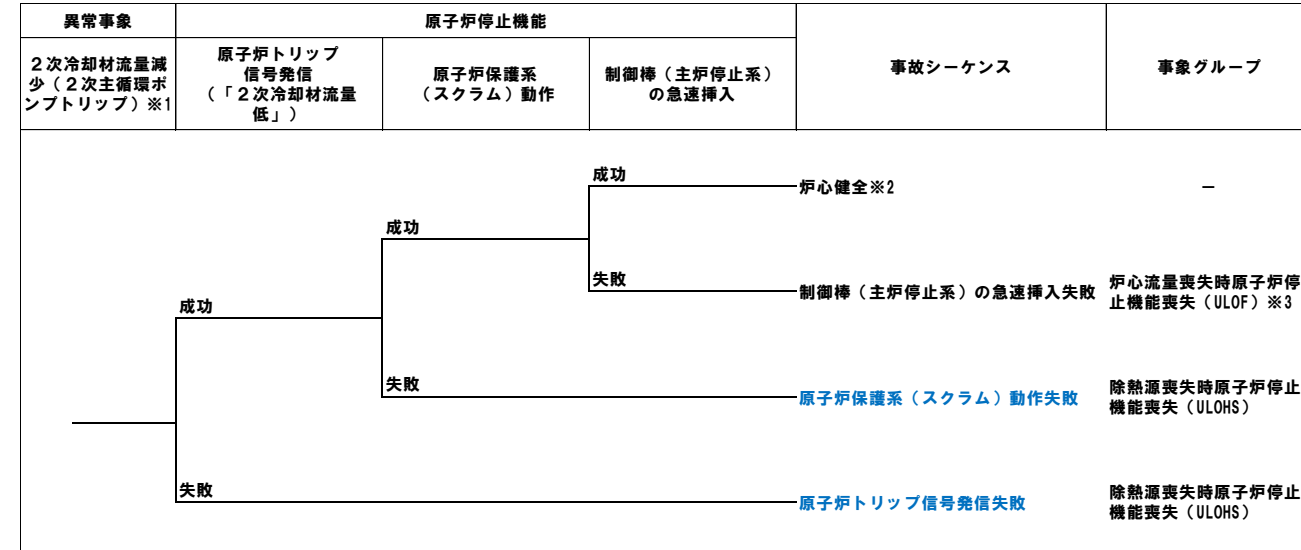 異常事象
原子炉停止機能
２次冷却材流量減
少（２次主循環ポ
ンプトリップ）※1
原子炉トリップ
信号発信
（「２次冷却材流量
低」）
原子炉保護系
（スクラム）動作
制御棒（主炉停止系）
の急速挿入
事故シーケンス
事象グループ
成功
炉心健全※2
－
成功
失敗
制御棒（主炉停止系）の急速挿入失敗
炉心流量喪失時原子炉停
止機能喪失（ULOF）※3
成功
失敗
原子炉保護系（スクラム）動作失敗
除熱源喪失時原子炉停止
機能喪失（ULOHS）
失敗
原子炉トリップ信号発信失敗
除熱源喪失時原子炉停止
機能喪失（ULOHS）